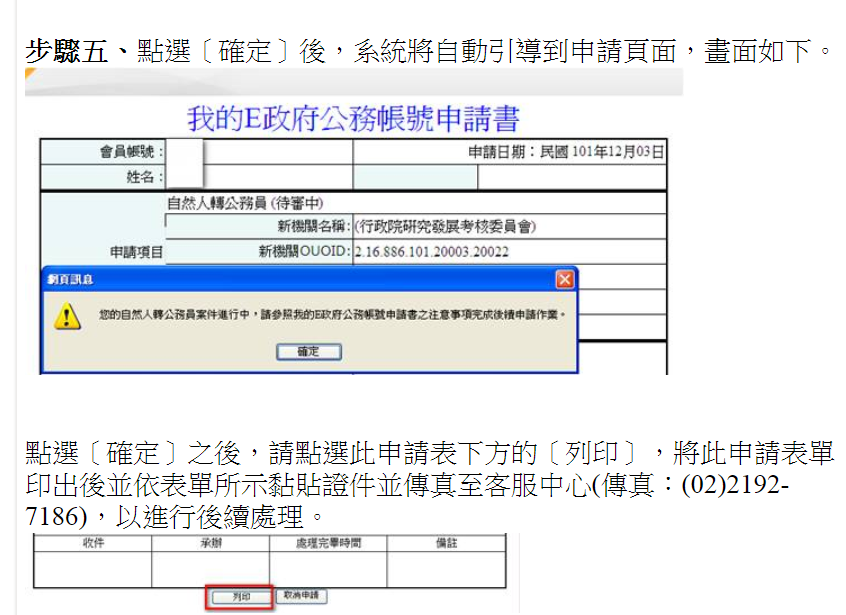 步驟五、點選〔確定〕後，系統將自動引導到申請頁面，畫面如下。
我的E政府公務帳號申請書
會員帳號： 申請日期：民國 101年12月03日
姓名：
自然人轉公務員 (待審中)
新機關名稱: (行政院研究發展考核委員會)
申請項目 新機關OUOID: 2.16.886.101.20003.20022
網頁訊息
您的自然人轉公務員案件進行中，請參照我的E政府公務帳號申請書之注意事項完成後續申請作業。
確定
點選〔確定〕之後，請點選此申請表下方的〔列印〕，將此申請表單
印出後並依表單所示黏貼證件並傳真至客服中心(傳真：(02)2192-
7186)，以進行後續處理。
收件 承辦 處理完畢時間 備註
列印 取消申請